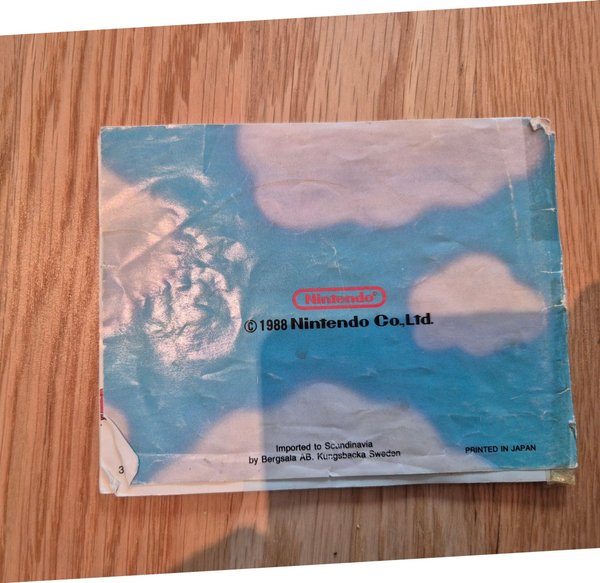 Nintendo®
© 1988 Nintendo Co.,Ltd.
Imported to Scandinavia
by Bergsala AB. Kungsbacka Sweden
PRINTED IN JAPAN
3